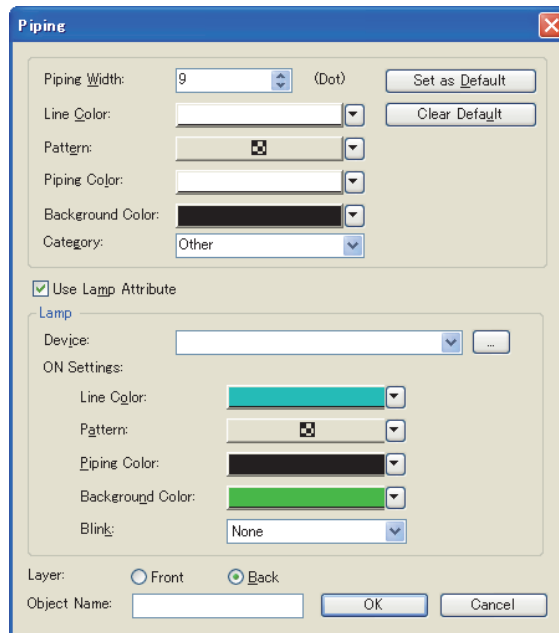 Piping
Piping Width: 9 (Dot) Set as Default
Line Color: Clear Default
Pattern:
Piping Color:
Background Color:
Category: Other
Use Lamp Attribute
Lamp
Device: ...
ON Settings:
Line Color:
Pattern:
Piping Color:
Background Color:
Blink: None
Layer: Front Back
Object Name: OK Cancel